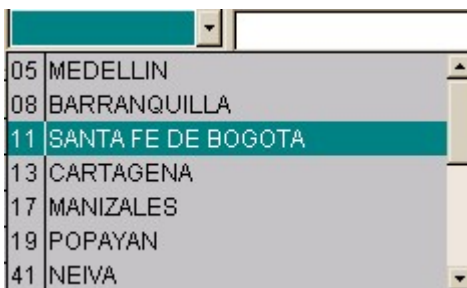 05 MEDELLIN
08 BARRANQUILLA
11 SANTA FE DE BOGOTA
13 CARTAGENA
17 MANIZALES
19 POPAYAN
41 NEIVA